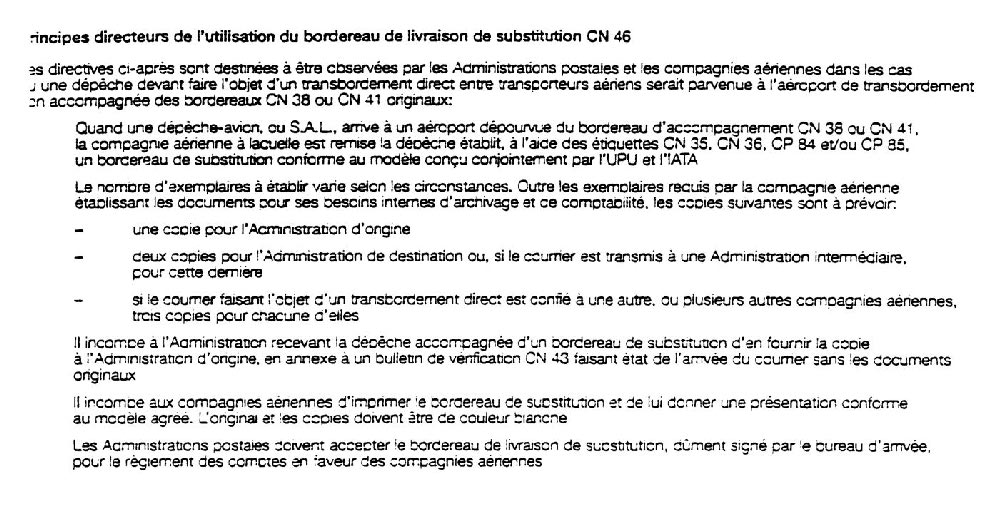 rincipes directeurs de l'utilisation du bordereau de livraison de substitution CN 46
es directives ci-après sont destinées à être observées par les Administrations postales et les compagnies aériennes dans les cas
une dépêche devant faire l'objet d'un transbordement direct entre transporteurs aériens serait parvenue à l'aéroport de transbordement
on accompagnée des bordereaux CN 38 ou CN 41 originaux:
Quand une dépêche-avion, ou S.A.L., arrive à un aéroport dépourvue du bordereau d'accompagnement CN 38 ou CN 41,
la compagnie aérienne à laquelle est remise la dépêche établit, à l'aide des étiquettes CN 35, CN 36, CP 84 et/ou CP 85,
un bordereau de substitution conforme au modèle conçu conjointement par l'UPU et l'IATA
Le nombre d'exemplaires à établir varie selon les circonstances. Outre les exemplaires requis par la compagnie aérienne
établissant les documents pour ses besoins internes d'archivage et de comptabilité, les copies suivantes sont à prévoir:
– une copie pour l'Administration d'origine
– deux copies pour l'Administration de destination ou, si le courrier est transmis à une Administration intermédiaire,
pour cette dernière
– si le courrier faisant l'objet d'un transbordement direct est confié à une autre, ou plusieurs autres compagnies aériennes,
trois copies pour chacune d'elles
Il incombe à l'Administration recevant la dépêche accompagnée d'un bordereau de substitution d'en fournir la copie
à l'Administration d'origine, en annexe à un bulletin de vérification CN 43 faisant état de l'arrivée du courrier sans les documents
originaux
Il incombe aux compagnies aériennes d'imprimer le bordereau de substitution et de lui donner une présentation conforme
au modèle agréé. L'original et les copies doivent être de couleur blanche
Les Administrations postales doivent accepter le bordereau de livraison de substitution, dûment signé par le bureau d'arrivée,
pour le règlement des comptes en faveur des compagnies aériennes